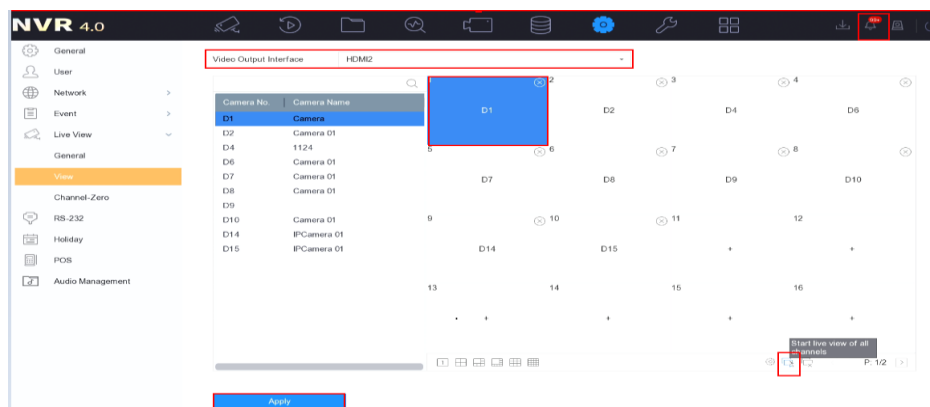 NVR 4.0
99+
General
User
Network
Event
Live View
General
View
Channel-Zero
RS-232
Holiday
POS
Audio Management
Video Output Interface HDMI2
Camera No. Camera Name
D1 Camera
D2 Camera 01
D4 1124
D6 Camera 01
D7 Camera 01
D8 Camera 01
D9
D10 Camera 01
D14 IPCamera 01
D15 IPCamera 01
2 3 4
D1 D2 D4 D6
5 6 7 8
D7 D8 D9 D10
9 10 11 12
D14 D15 + +
13 14 15 16
+ + + +
Start live view of all
channels
P: 1/2
Apply